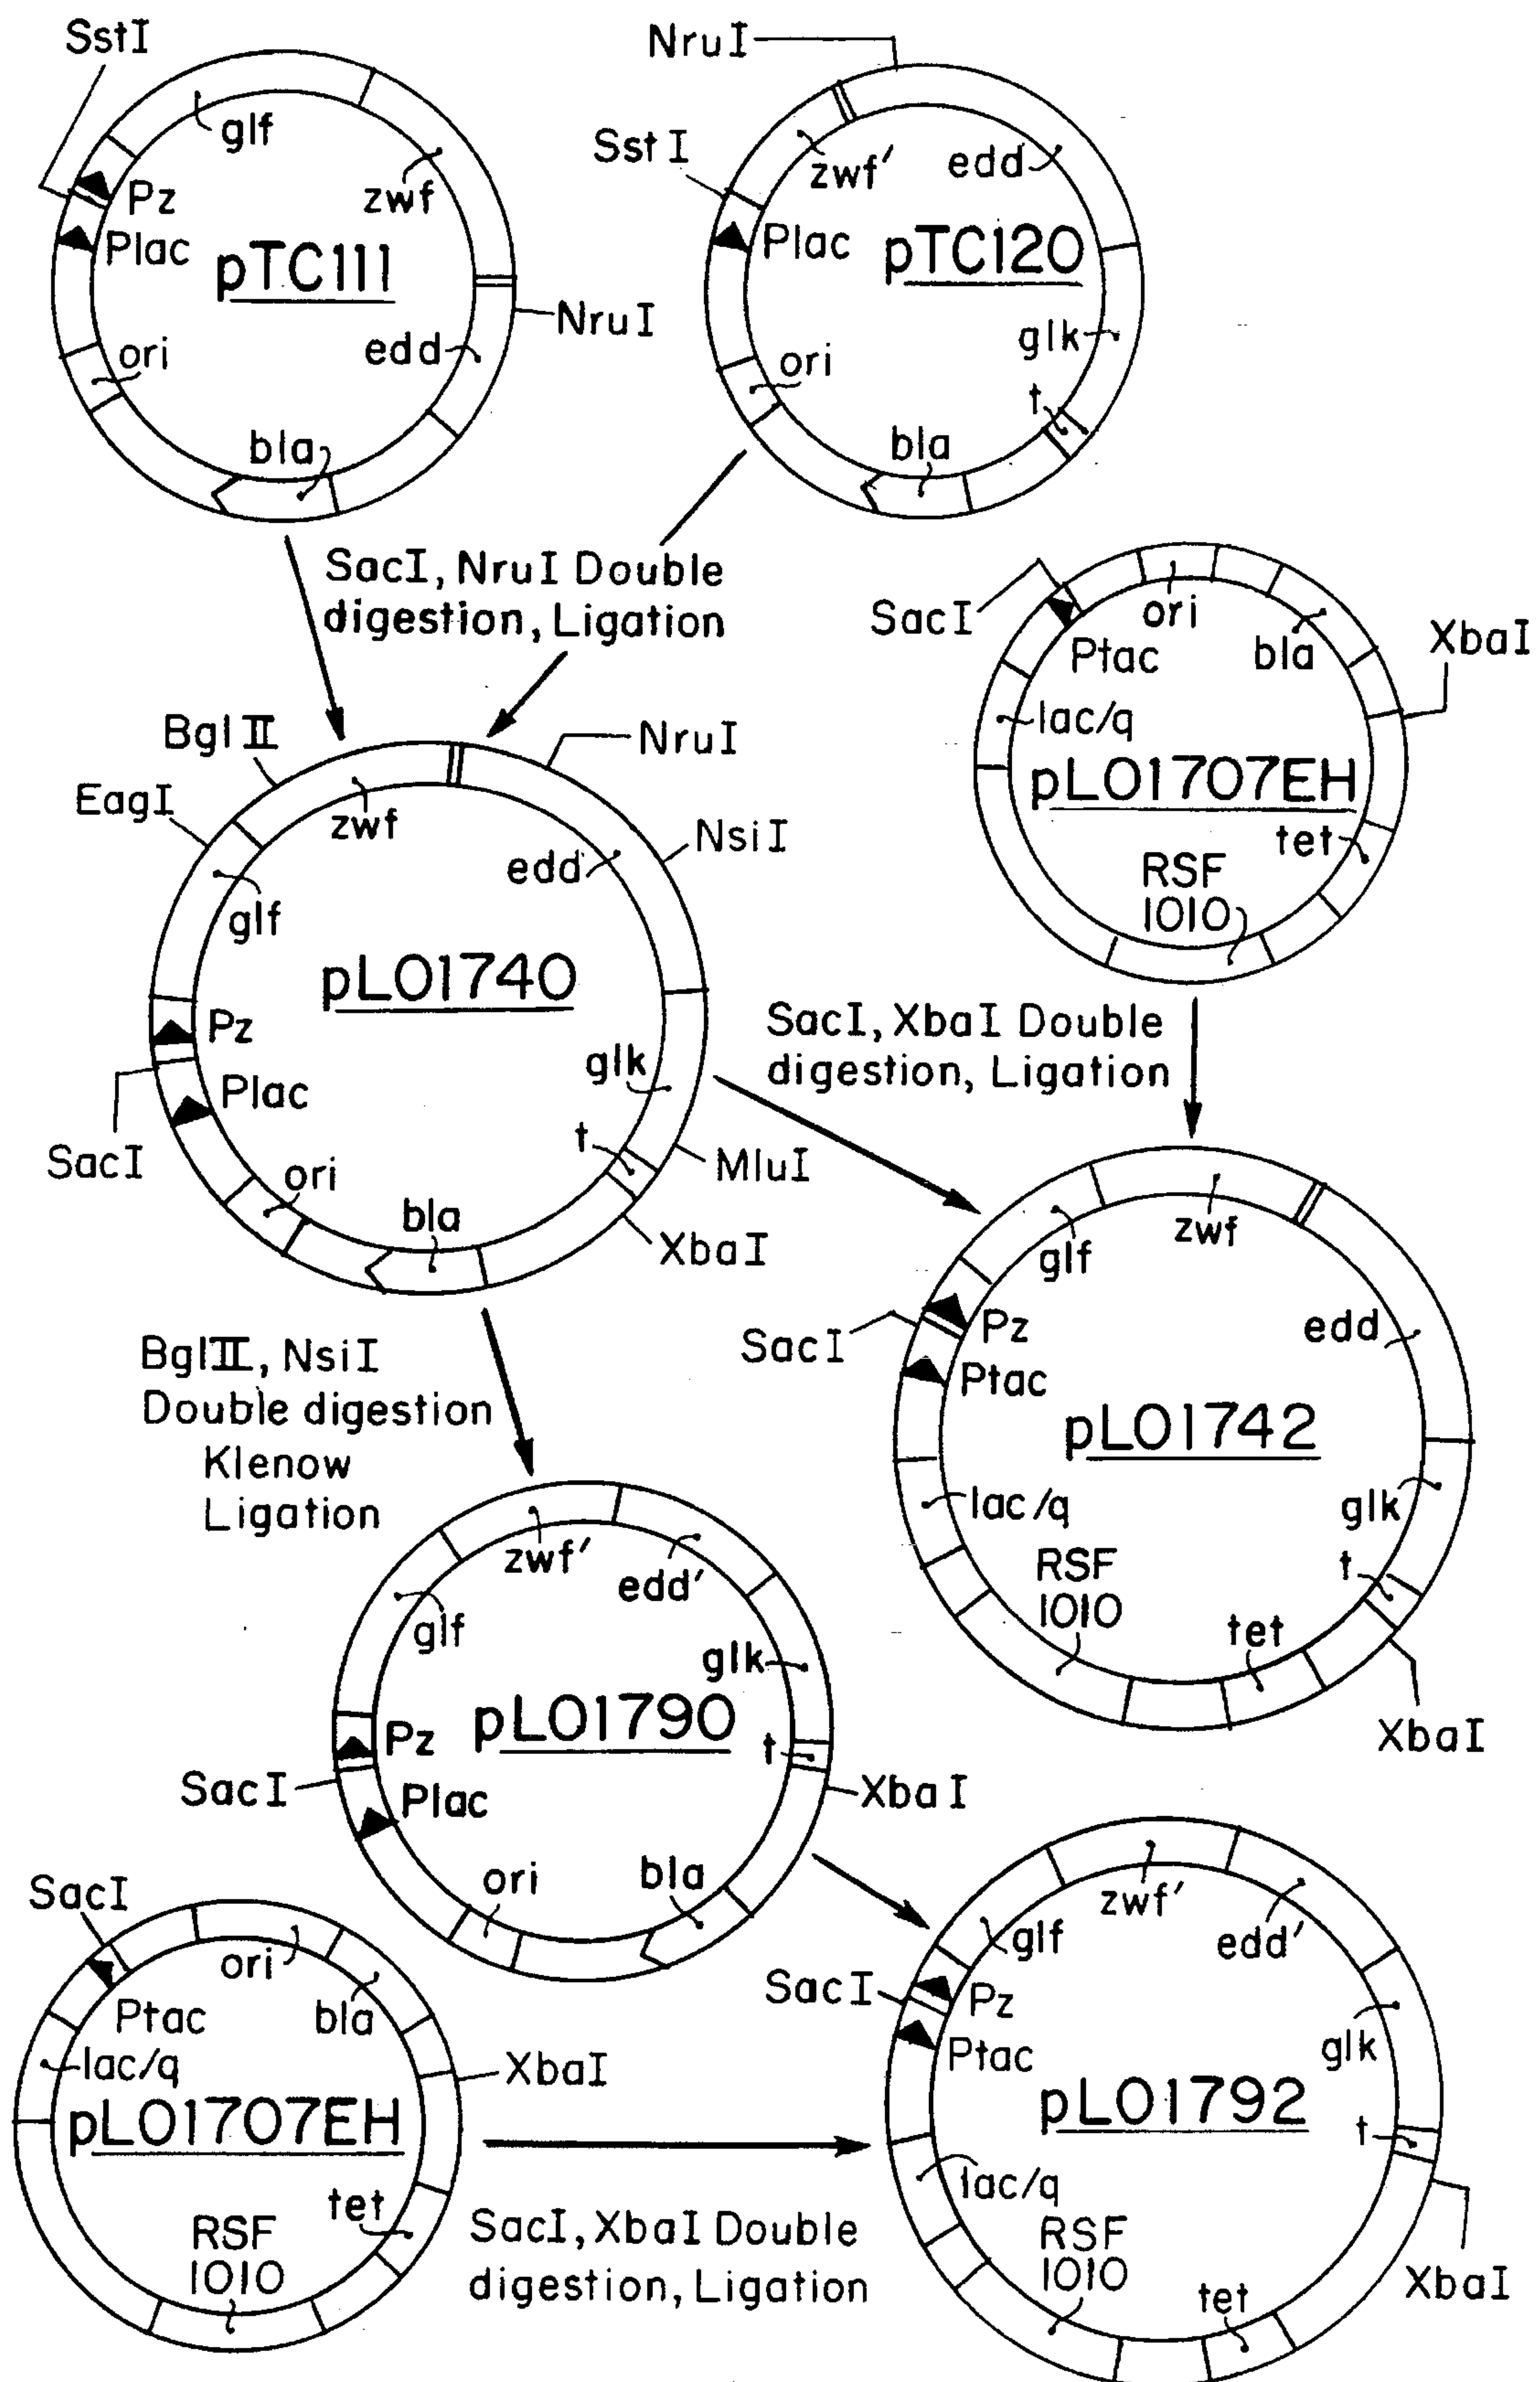 SstI
glf
zwf
Pz
Plac
pTC111
NruI
edd
ori
bla
NruI
SstI
zwf′
edd
Plac
pTC120
glk
ori
t
bla
SacI, NruI Double
digestion, Ligation
SacI
ori
bla
XbaI
Ptac
lac/q
pLO1707EH
tet
RSF
1010
BglII
EagI
NruI
zwf
NsiI
edd
glf
pLO1740
Pz
glk
Plac
SacI
t
MluI
ori
bla
XbaI
SacI, XbaI Double
digestion, Ligation
zwf
glf
Pz
edd
SacI
Ptac
pLO1742
lac/q
glk
RSF
1010
t
tet
XbaI
BglII, NsiI
Double digestion
Klenow
Ligation
zwf′
edd′
glf
glk
pLO1790
Pz
t
SacI
Plac
XbaI
ori
bla
SacI
ori
bla
Ptac
lac/q
XbaI
pLO1707EH
tet
RSF
1010
SacI, XbaI Double
digestion, Ligation
zwf′
glf
edd′
SacI
Pz
Ptac
glk
pLO1792
t
lac/q
RSF
1010
tet
XbaI